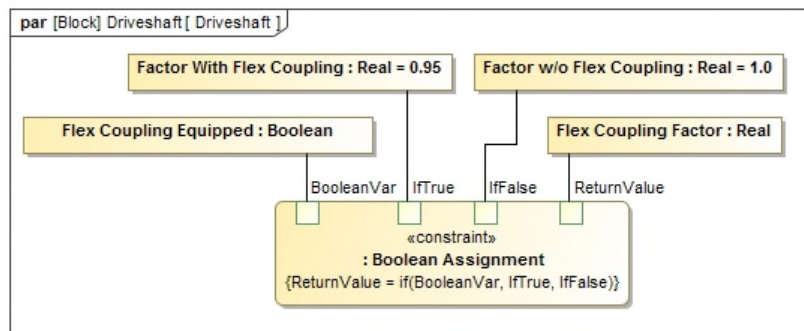 par [Block] Driveshaft [ Driveshaft ]
Factor With Flex Coupling : Real = 0.95
Factor w/o Flex Coupling : Real = 1.0
Flex Coupling Equipped : Boolean
Flex Coupling Factor : Real
BooleanVar
IfTrue
IfFalse
ReturnValue
«constraint»
: Boolean Assignment
{ReturnValue = if(BooleanVar, IfTrue, IfFalse)}